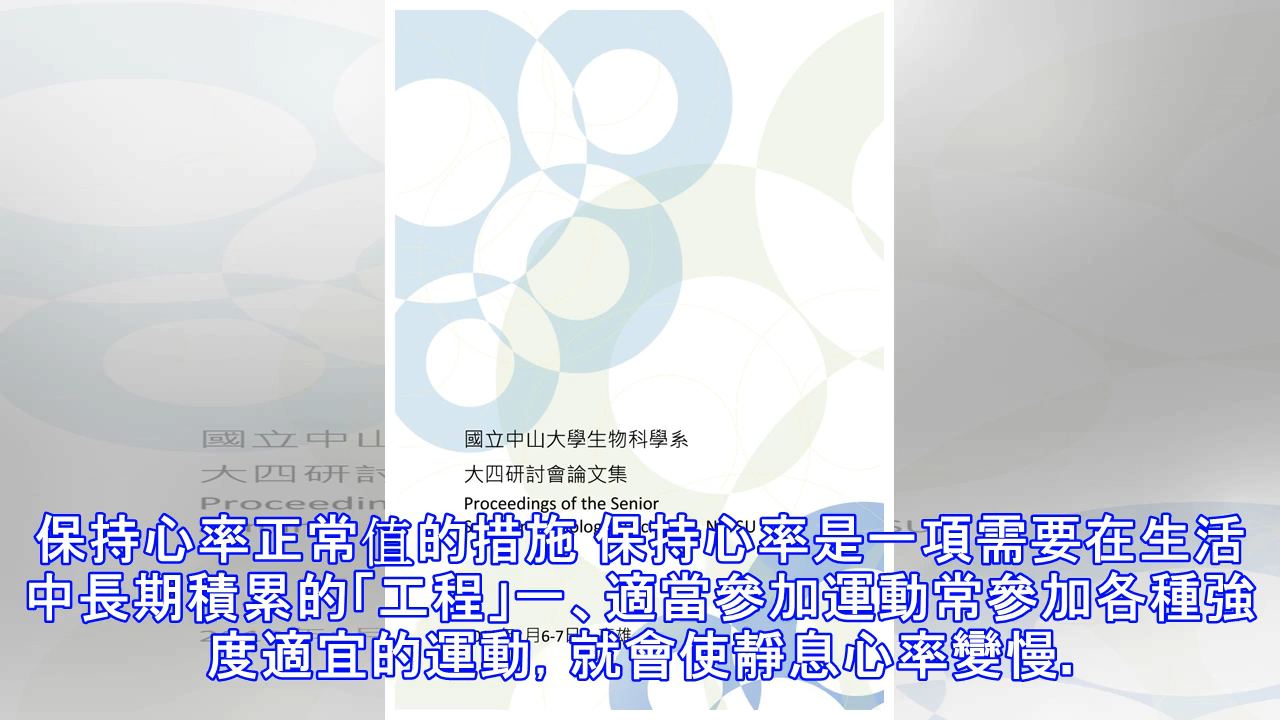 國立中山大學生物科學系
大四研討會論文集
Proceedings of the Senior
保持心率正常值的措施 保持心率是一項需要在生活
中長期積累的「工程」一、適當參加運動常參加各種強
度適宜的運動, 就會使靜息心率變慢.
月6-7日